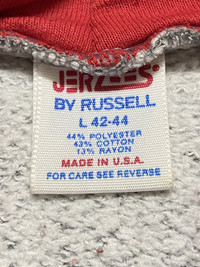 JERZEES®
BY RUSSELL
L 42-44
44% POLYESTER
43% COTTON
13% RAYON
MADE IN U.S.A.
FOR CARE SEE REVERSE